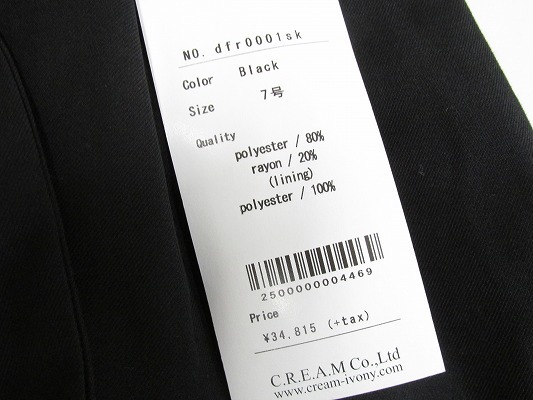 NO. dfr0001sk
Color Black
Size 7号
Quality
polyester / 80%
rayon / 20%
(lining)
polyester / 100%
2500000004469
Price
¥34,815 (+tax)
C.R.E.A.M Co.,Ltd
www.cream-ivony.com